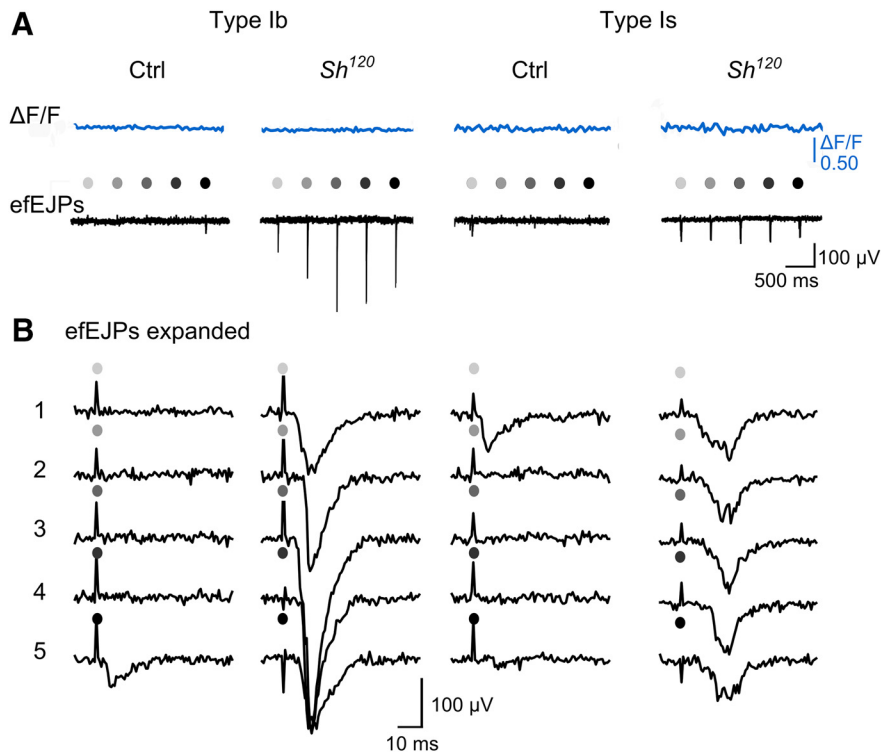 A
Type Ib
Type Is
Ctrl
Sh¹²⁰
Ctrl
Sh¹²⁰
ΔF/F
ΔF/F
0.50
efEJPs
100 µV
500 ms
B
efEJPs expanded
1
2
3
4
5
100 µV
10 ms